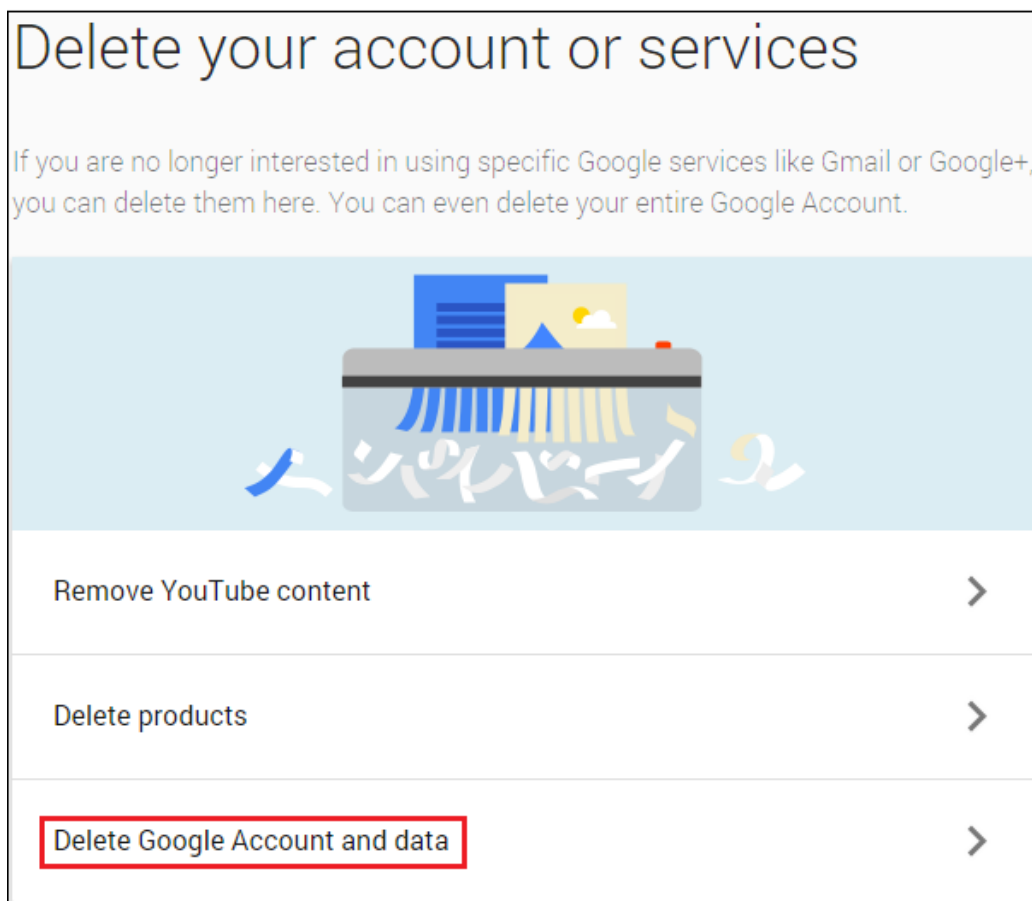 Delete your account or services
If you are no longer interested in using specific Google services like Gmail or Google+,
you can delete them here. You can even delete your entire Google Account.
Remove YouTube content
Delete products
Delete Google Account and data